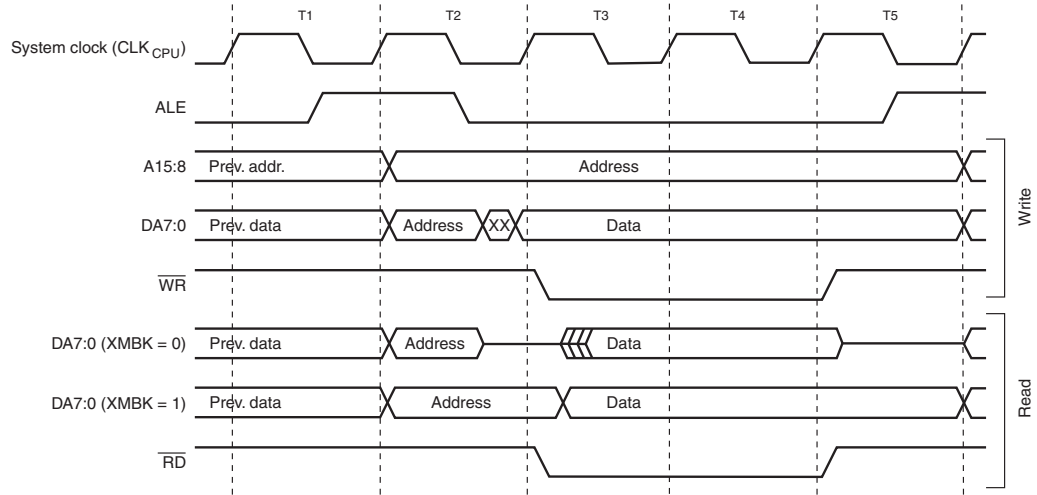 T1 T2 T3 T4 T5
System clock (CLK CPU)
ALE
A15:8 Prev. addr. Address
DA7:0 Prev. data Address XX Data
WR
Write
DA7:0 (XMBK = 0) Prev. data Address Data
DA7:0 (XMBK = 1) Prev. data Address Data
RD
Read